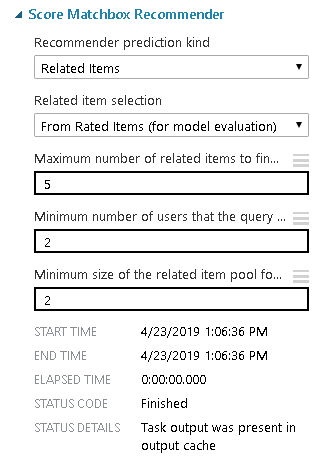 Score Matchbox Recommender
Recommender prediction kind
Related Items
Related item selection
From Rated Items (for model evaluation)
Maximum number of related items to fin...
5
Minimum number of users that the query ...
2
Minimum size of the related item pool fo...
2
START TIME 4/23/2019 1:06:36 PM
END TIME 4/23/2019 1:06:36 PM
ELAPSED TIME 0:00:00.000
STATUS CODE Finished
STATUS DETAILS Task output was present in
output cache